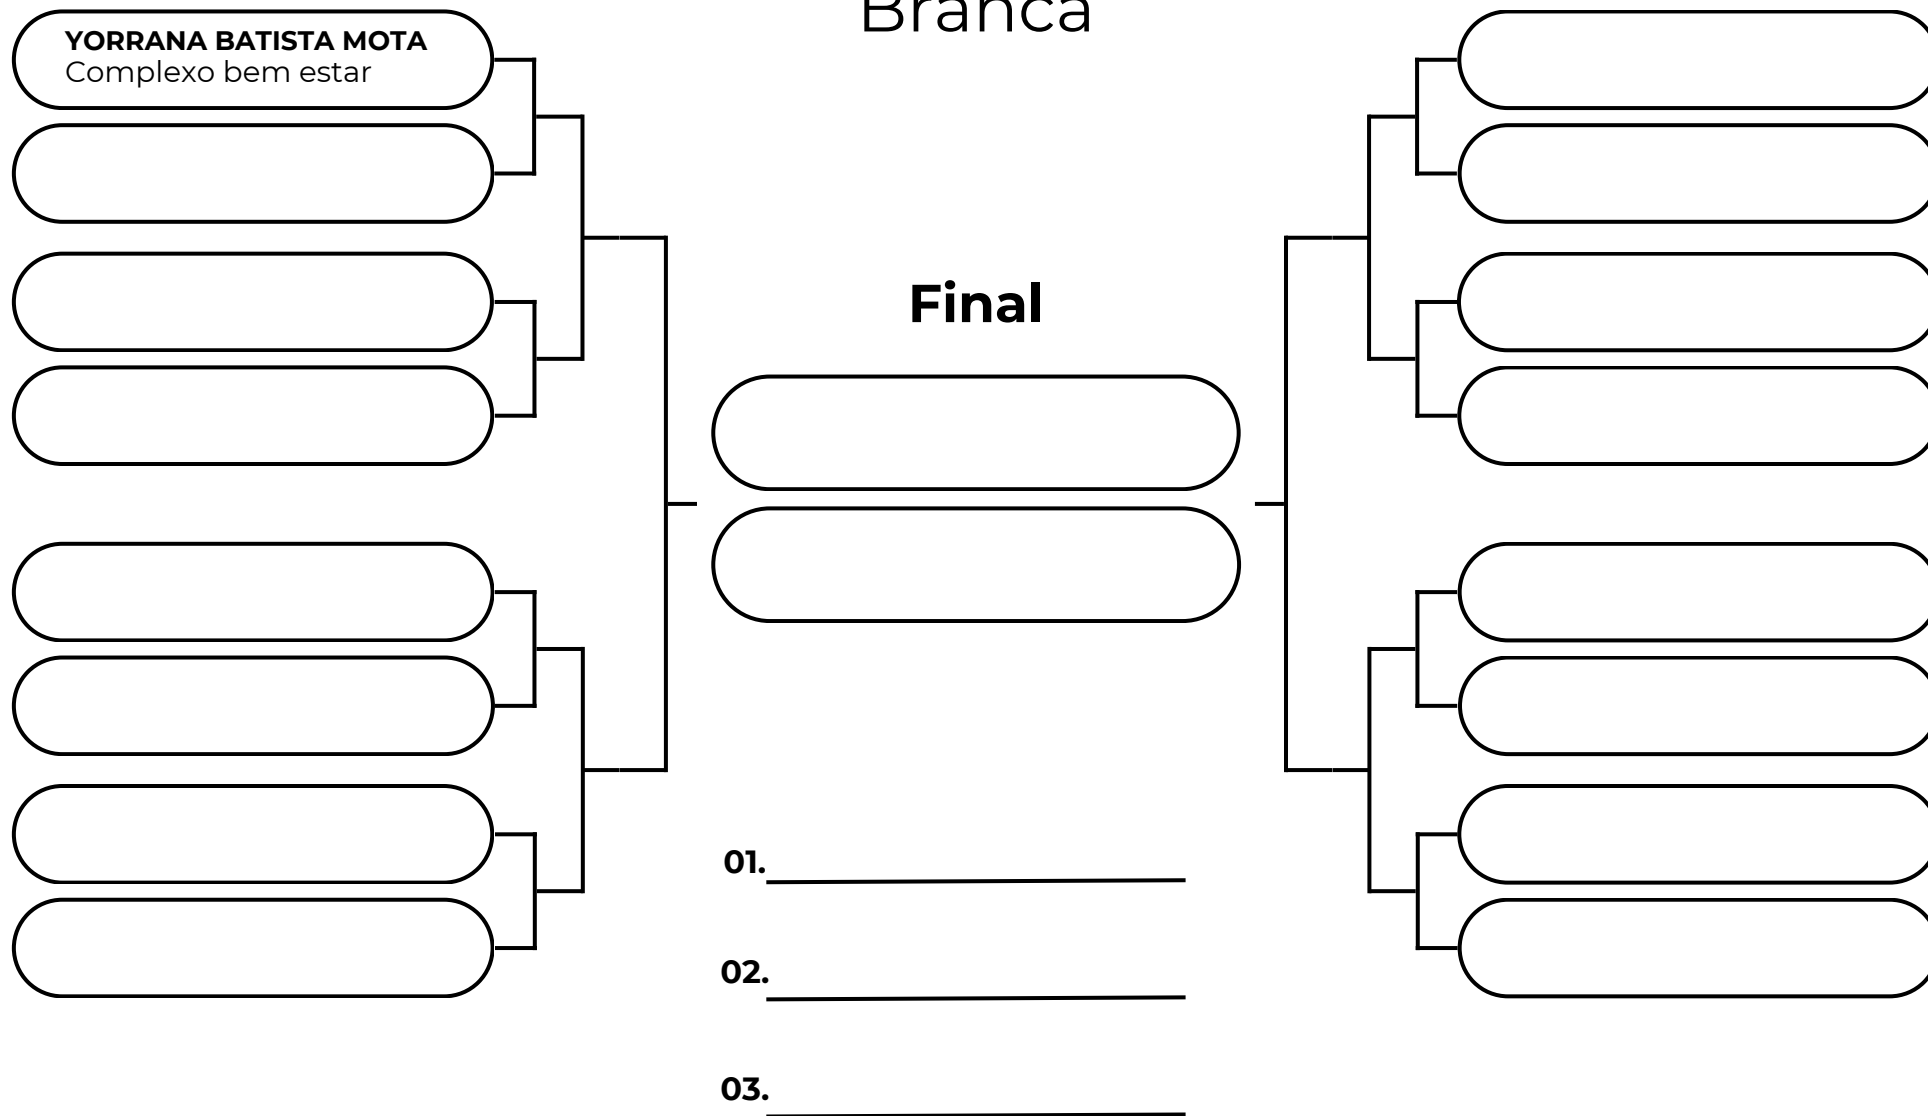 Branca
YORRANA BATISTA MOTA
Complexo bem estar
Final
01.
02.
03.